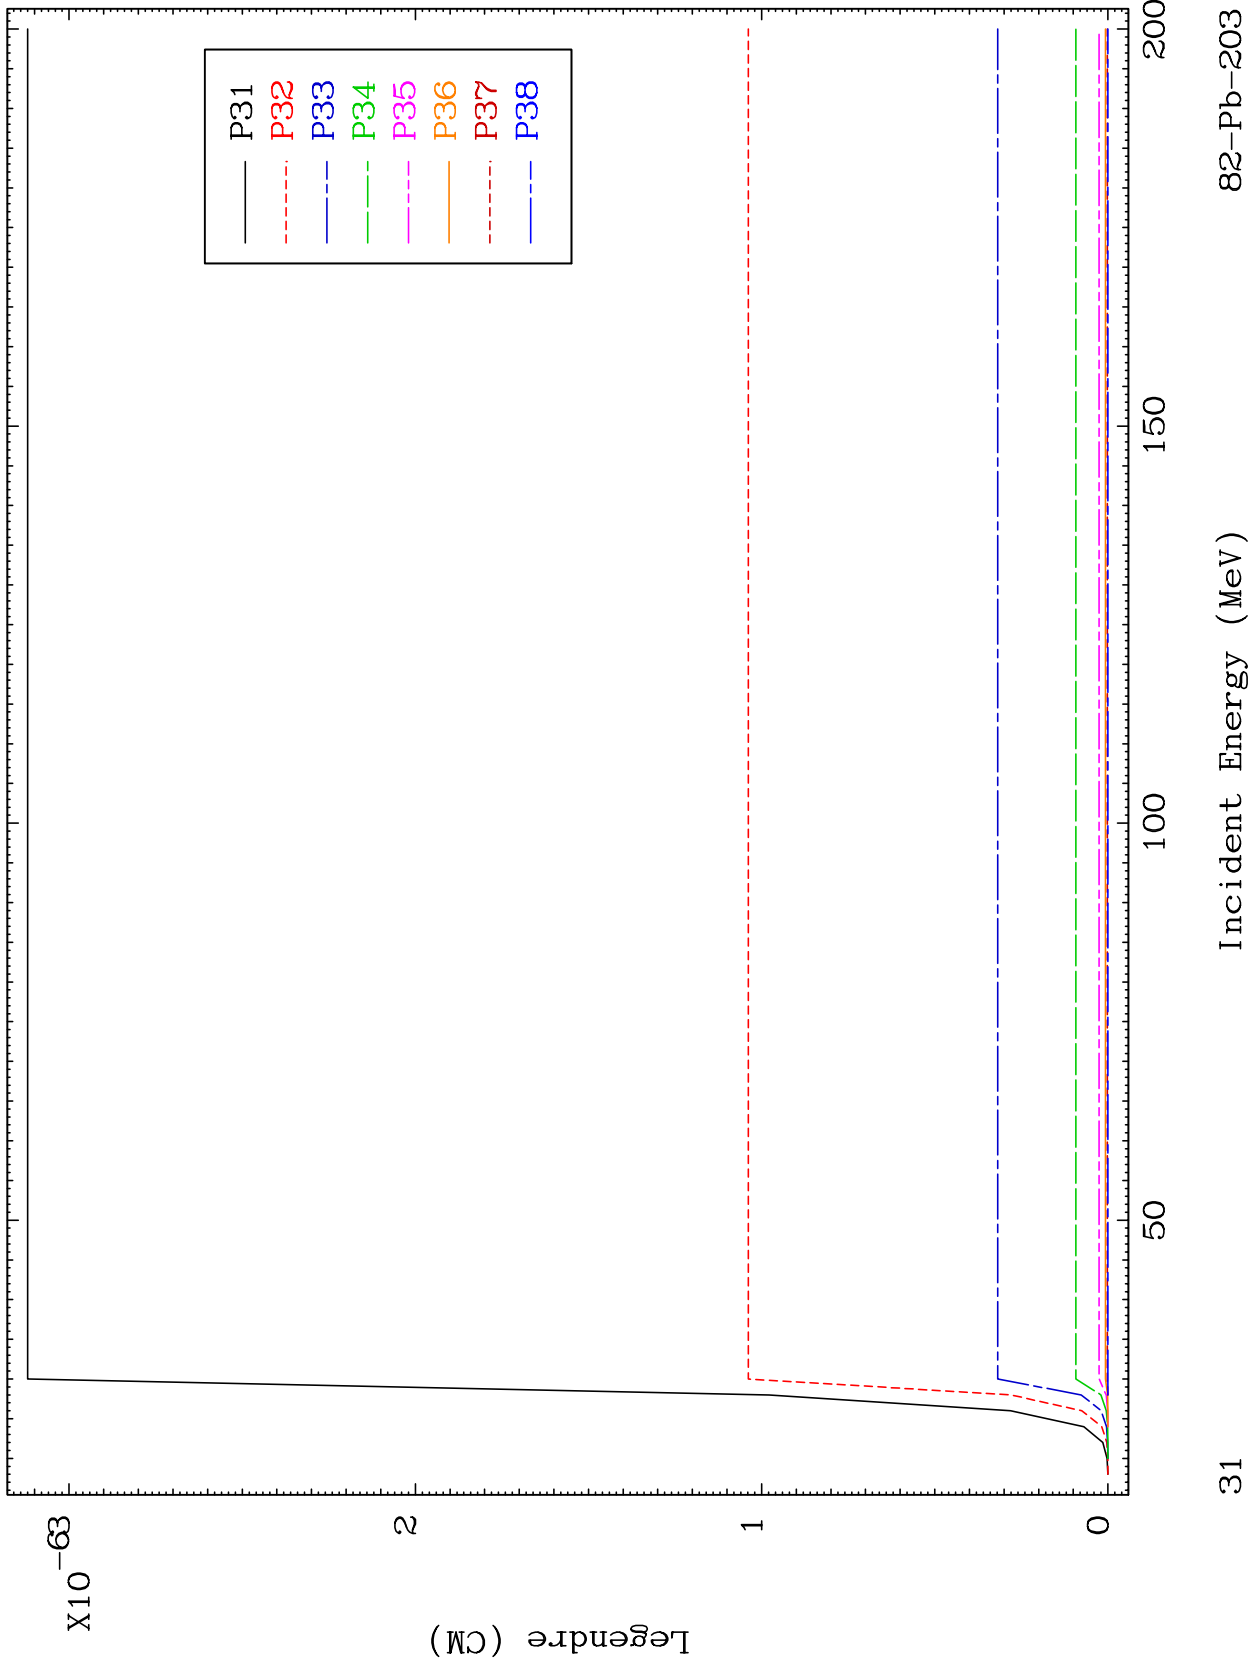 X10
-63
2
1
0
Legendre (CM)
P31
P32
P33
P34
P35
P36
P37
P38
50
100
150
200
31
Incident Energy (MeV)
82-Pb-203